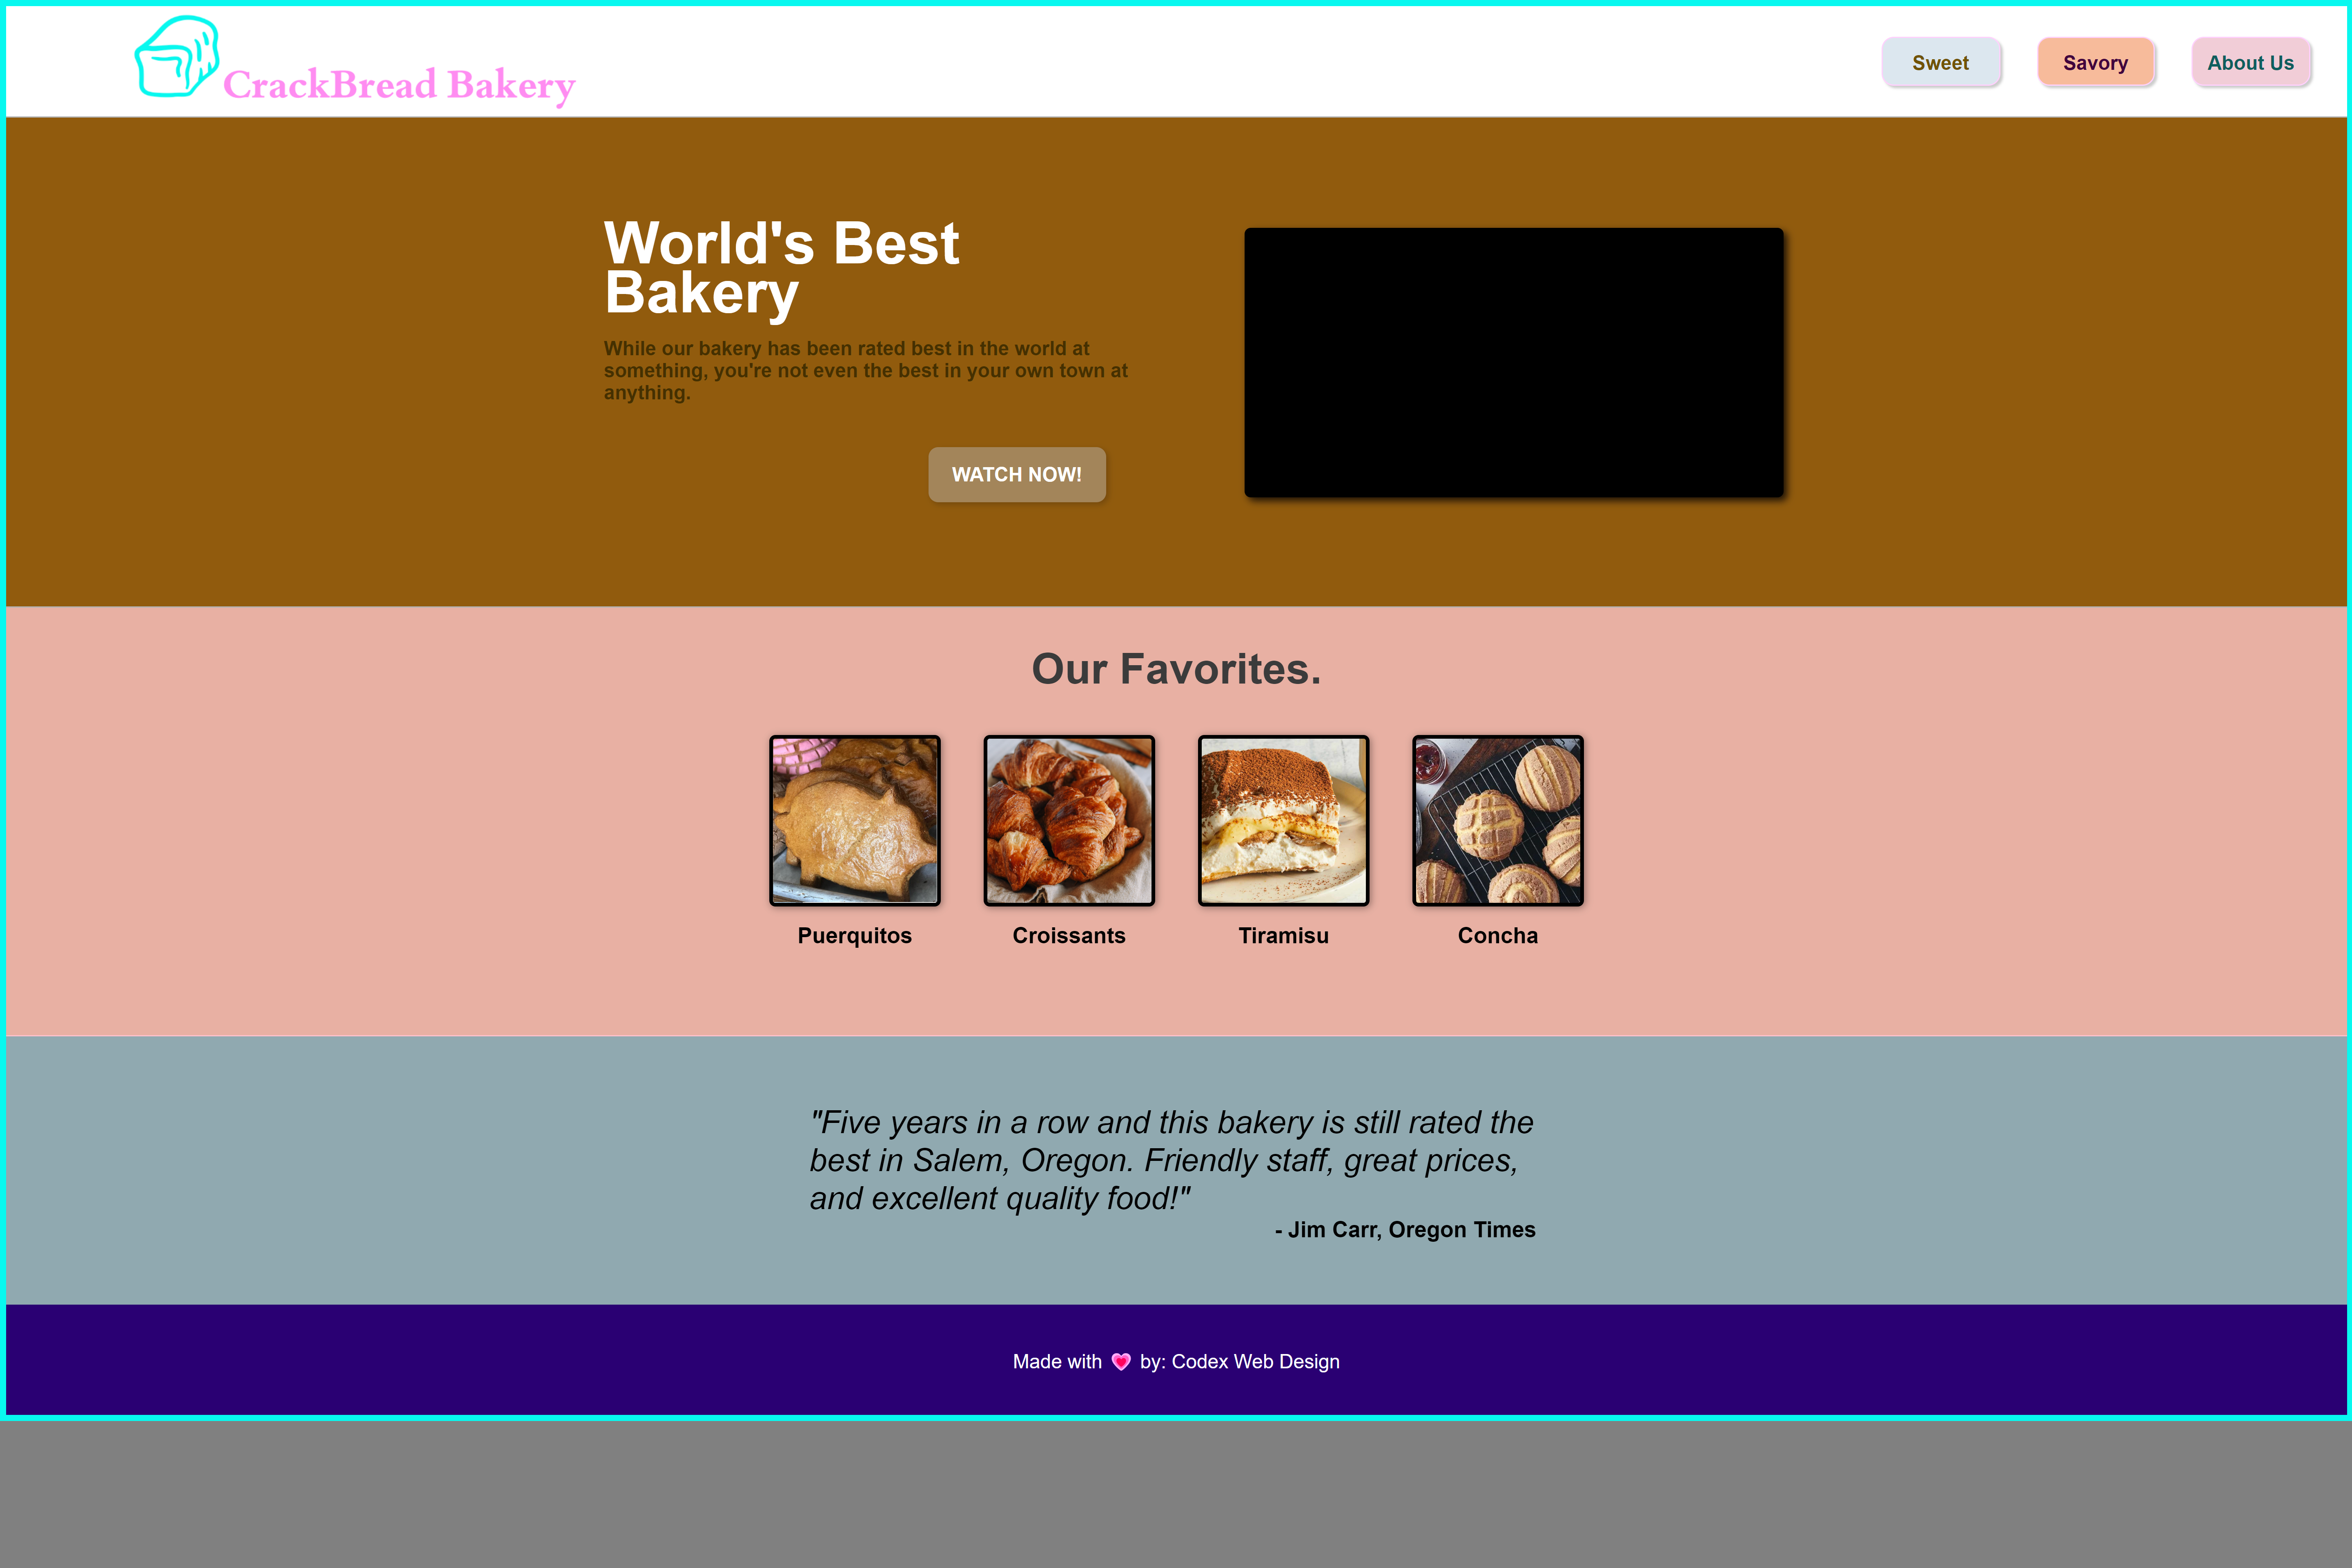 CrackBread Bakery
Sweet
Savory
About Us
World's Best
Bakery
While our bakery has been rated best in the world at
something, you're not even the best in your own town at
anything.
WATCH NOW!
Our Favorites.
Puerquitos
Croissants
Tiramisu
Concha
"Five years in a row and this bakery is still rated the
best in Salem, Oregon. Friendly staff, great prices,
and excellent quality food!"
- Jim Carr, Oregon Times
Made with 💗 by: Codex Web Design